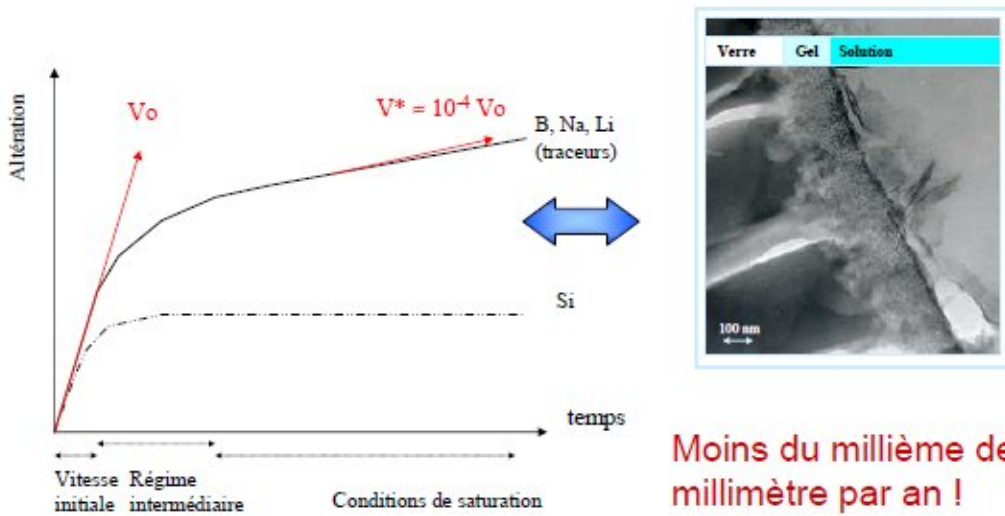 Altération
Vo
V* = 10⁻⁴ Vo
B, Na, Li
(traceurs)
Si
temps
Vitesse
initiale
Régime
intermédiaire
Conditions de saturation
Verre Gel Solution
100 nm
Moins du millième de
millimètre par an !